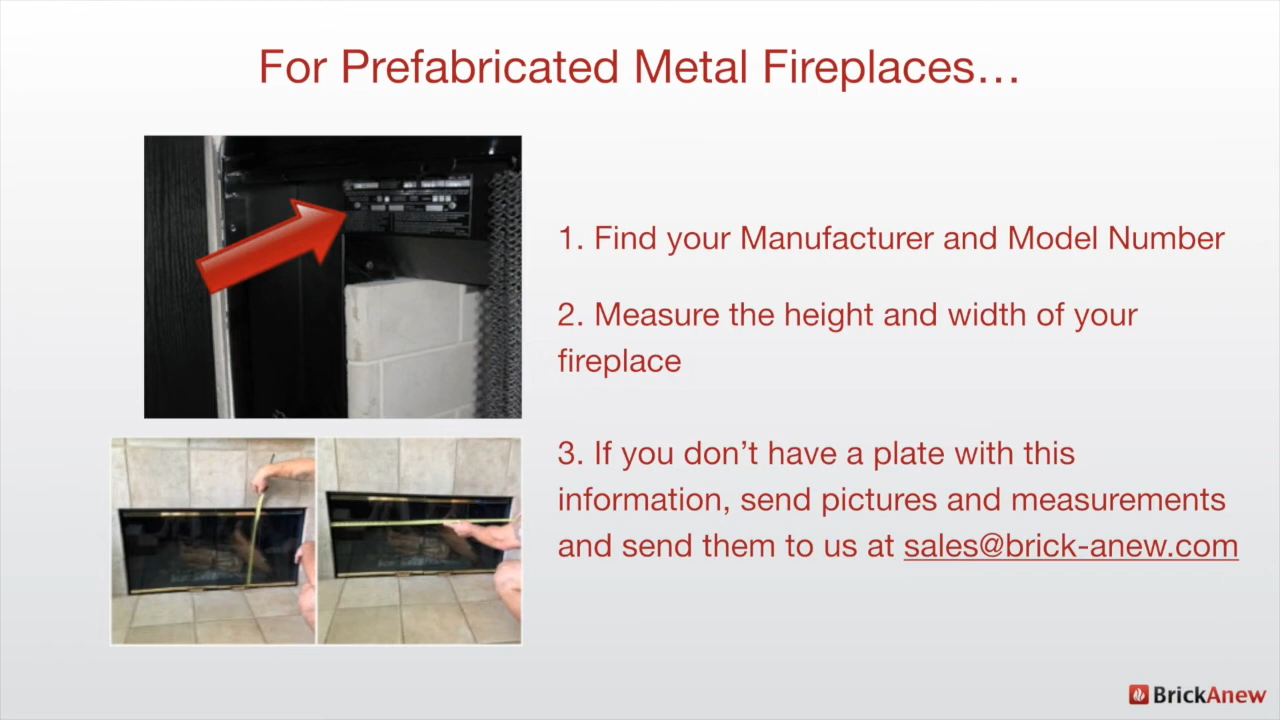 For Prefabricated Metal Fireplaces…
1. Find your Manufacturer and Model Number
2. Measure the height and width of your
fireplace
3. If you don’t have a plate with this
information, send pictures and measurements
and send them to us at sales@brick-anew.com
BrickAnew